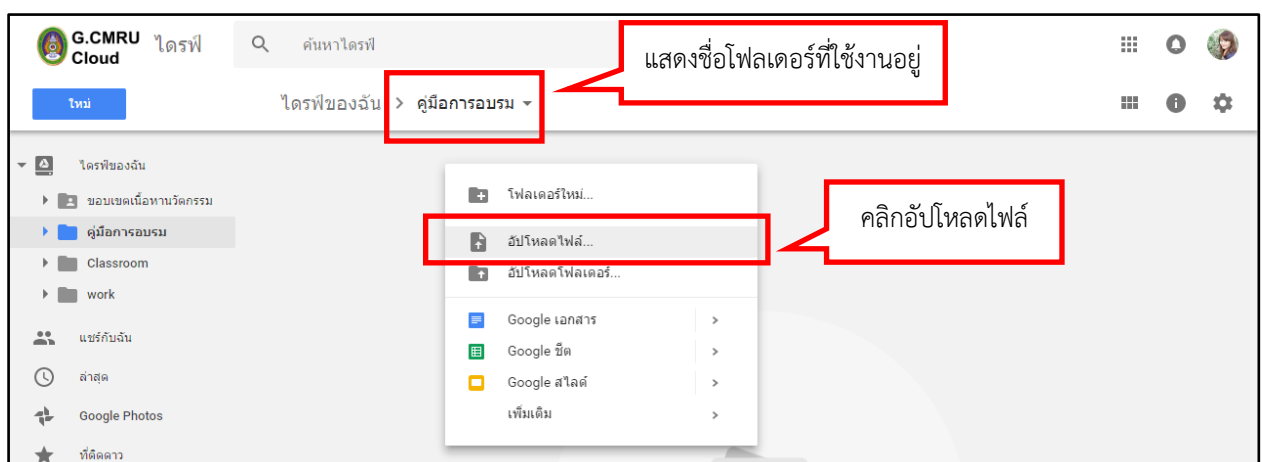 G.CMRU
Cloud
ไดรฟ์
ค้นหาไดรฟ์
แสดงชื่อโฟลเดอร์ที่ใช้งานอยู่
ใหม่
ไดรฟ์ของฉัน > คู่มือการอบรม
ไดรฟ์ของฉัน
ขอบเขตเนื้อหานวัตกรรม
คู่มือการอบรม
Classroom
work
แชร์กับฉัน
ล่าสุด
Google Photos
ที่ติดดาว
โฟลเดอร์ใหม่...
อัปโหลดไฟล์...
อัปโหลดโฟลเดอร์...
Google เอกสาร
Google ชีต
Google สไลด์
เพิ่มเติม
คลิกอัปโหลดไฟล์